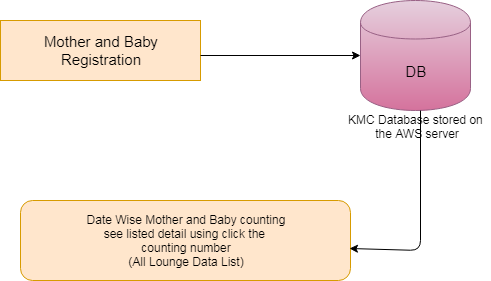 Mother and Baby
Registration
DB
KMC Database stored on
the AWS server
Date Wise Mother and Baby counting
see listed detail using click the
counting number
(All Lounge Data List)